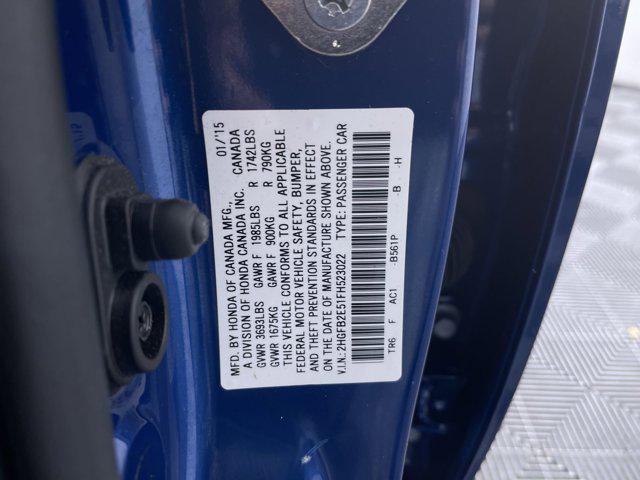 MFD. BY HONDA OF CANADA MFG., 01/'15
A DIVISION OF HONDA CANADA INC. CANADA
GVWR 3693LBS GAWR F 1985LBS R 1742LBS
GVWR 1675KG GAWR F 900KG R 790KG
THIS VEHICLE CONFORMS TO ALL APPLICABLE
FEDERAL MOTOR VEHICLE SAFETY, BUMPER,
AND THEFT PREVENTION STANDARDS IN EFFECT
ON THE DATE OF MANUFACTURE SHOWN ABOVE.
V.I.N.: 2HGFB2E51FH523022 TYPE: PASSENGER CAR
TR6 F AC1 -B561P -B -H